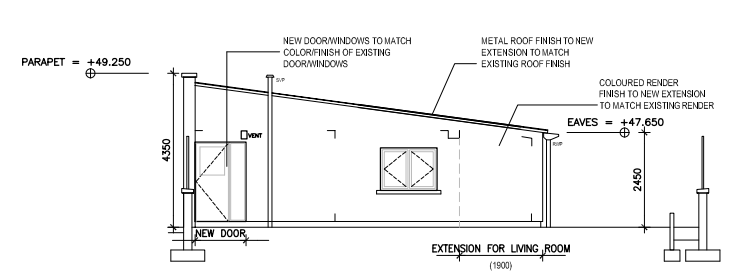 NEW DOOR/WINDOWS TO MATCH
COLOR/FINISH OF EXISTING
DOOR/WINDOWS
METAL ROOF FINISH TO NEW
EXTENSION TO MATCH
EXISTING ROOF FINISH
PARAPET = +49.250
SVP
COLOURED RENDER
FINISH TO NEW EXTENSION
TO MATCH EXISTING RENDER
EAVES = +47.650
VENT
RWP
4350
2450
NEW DOOR
EXTENSION FOR LIVING ROOM
(1900)